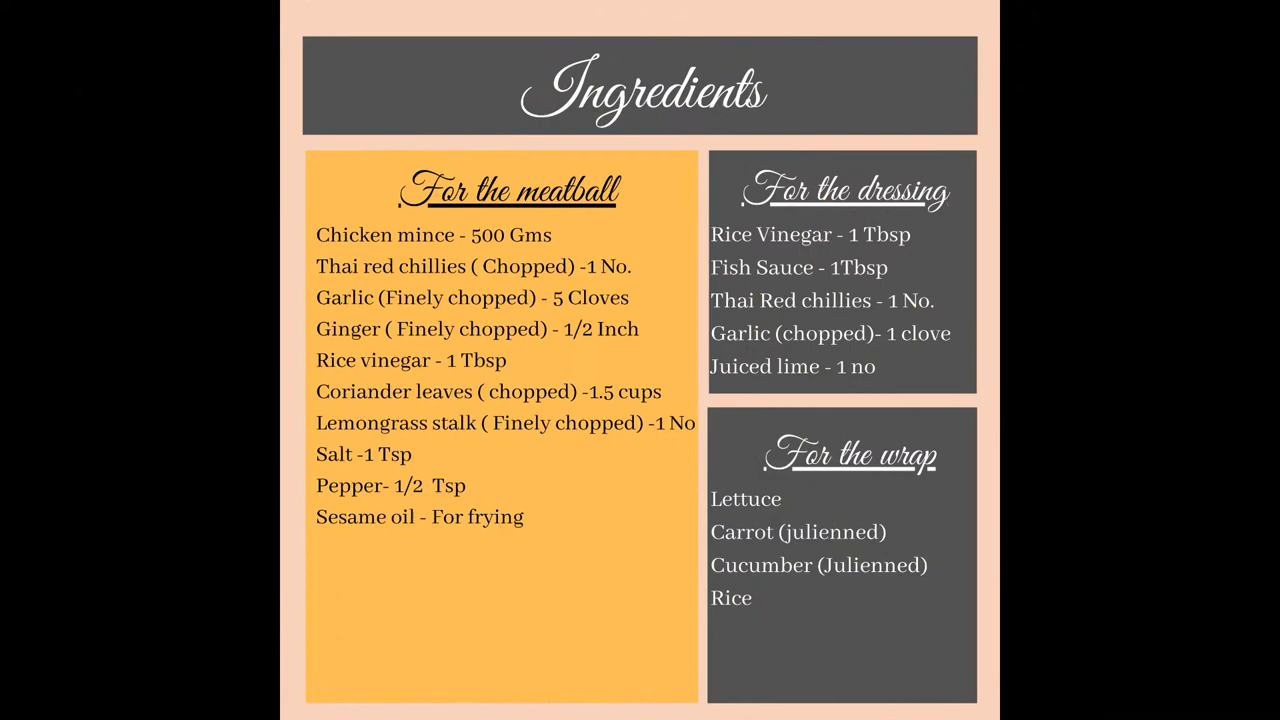 Ingredients
For the meatball
Chicken mince - 500 Gms
Thai red chillies ( Chopped) -1 No.
Garlic (Finely chopped) - 5 Cloves
Ginger ( Finely chopped) - 1/2 Inch
Rice vinegar - 1 Tbsp
Coriander leaves ( chopped) -1.5 cups
Lemongrass stalk ( Finely chopped) -1 No
Salt -1 Tsp
Pepper- 1/2  Tsp
Sesame oil - For frying
For the dressing
Rice Vinegar - 1 Tbsp
Fish Sauce - 1Tbsp
Thai Red chillies - 1 No.
Garlic (chopped)- 1 clove
Juiced lime - 1 no
For the wrap
Lettuce
Carrot (julienned)
Cucumber (Julienned)
Rice